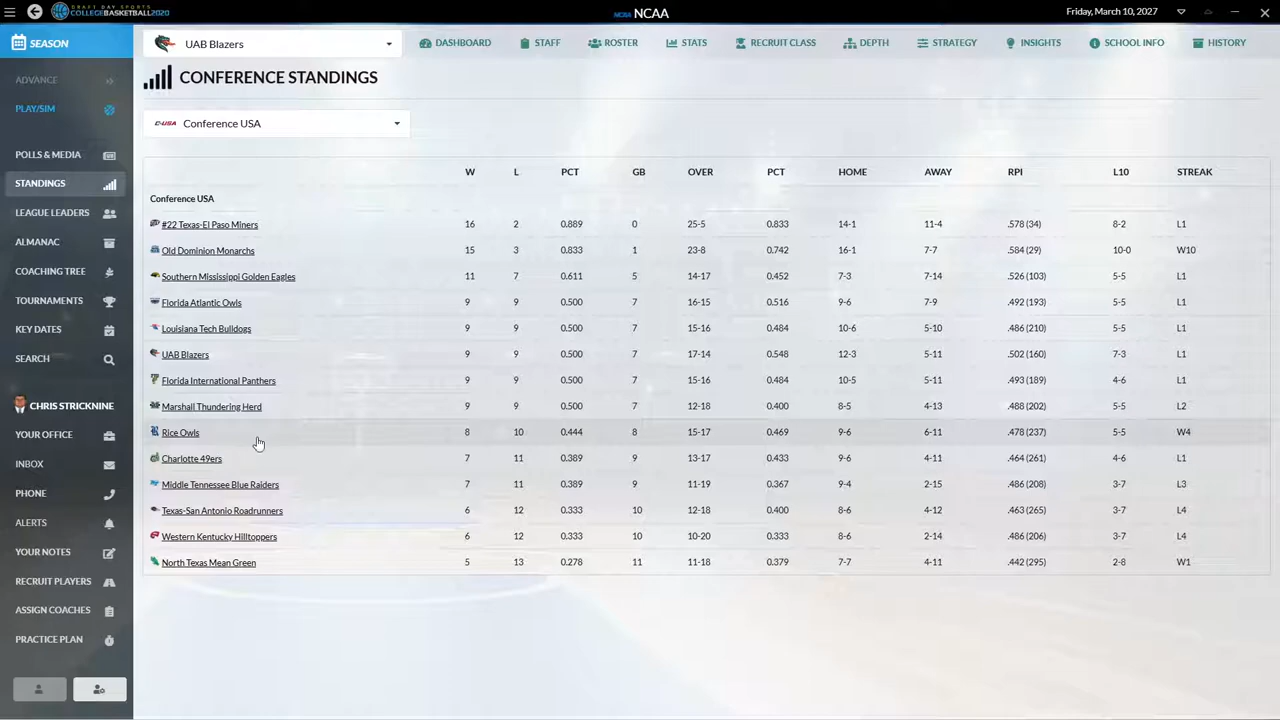 DRAFT DAY SPORTS
COLLEGEBASKETBALL2020
NCAA NCAA
Friday, March 10, 2027
SEASON
UAB Blazers
DASHBOARD STAFF ROSTER STATS RECRUIT CLASS DEPTH STRATEGY INSIGHTS SCHOOL INFO HISTORY
ADVANCE
CONFERENCE STANDINGS
PLAY/SIM
C-USA Conference USA
POLLS & MEDIA
STANDINGS
LEAGUE LEADERS
ALMANAC
COACHING TREE
TOURNAMENTS
KEY DATES
SEARCH
CHRIS STRICKNINE
YOUR OFFICE
INBOX
PHONE
ALERTS
YOUR NOTES
RECRUIT PLAYERS
ASSIGN COACHES
PRACTICE PLAN
W L PCT GB OVER PCT HOME AWAY RPI L10 STREAK
Conference USA
#22 Texas-El Paso Miners 16 2 0.889 0 25-5 0.833 14-1 11-4 .578 (34) 8-2 L1
Old Dominion Monarchs 15 3 0.833 1 23-8 0.742 16-1 7-7 .584 (29) 10-0 W10
Southern Mississippi Golden Eagles 11 7 0.611 5 14-17 0.452 7-3 7-14 .526 (103) 5-5 L1
Florida Atlantic Owls 9 9 0.500 7 16-15 0.516 9-6 7-9 .492 (193) 5-5 L1
Louisiana Tech Bulldogs 9 9 0.500 7 15-16 0.484 10-6 5-10 .486 (210) 5-5 L1
UAB Blazers 9 9 0.500 7 17-14 0.548 12-3 5-11 .502 (160) 7-3 L1
Florida International Panthers 9 9 0.500 7 15-16 0.484 10-5 5-11 .493 (189) 4-6 L1
Marshall Thundering Herd 9 9 0.500 7 12-18 0.400 8-5 4-13 .488 (202) 5-5 L2
Rice Owls 8 10 0.444 8 15-17 0.469 9-6 6-11 .478 (237) 5-5 W4
Charlotte 49ers 7 11 0.389 9 13-17 0.433 9-6 4-11 .464 (261) 4-6 L1
Middle Tennessee Blue Raiders 7 11 0.389 9 11-19 0.367 9-4 2-15 .486 (208) 3-7 L3
Texas-San Antonio Roadrunners 6 12 0.333 10 12-18 0.400 8-6 4-12 .463 (265) 3-7 L4
Western Kentucky Hilltoppers 6 12 0.333 10 10-20 0.333 8-6 2-14 .486 (206) 3-7 L4
North Texas Mean Green 5 13 0.278 11 11-18 0.379 7-7 4-11 .442 (295) 2-8 W1